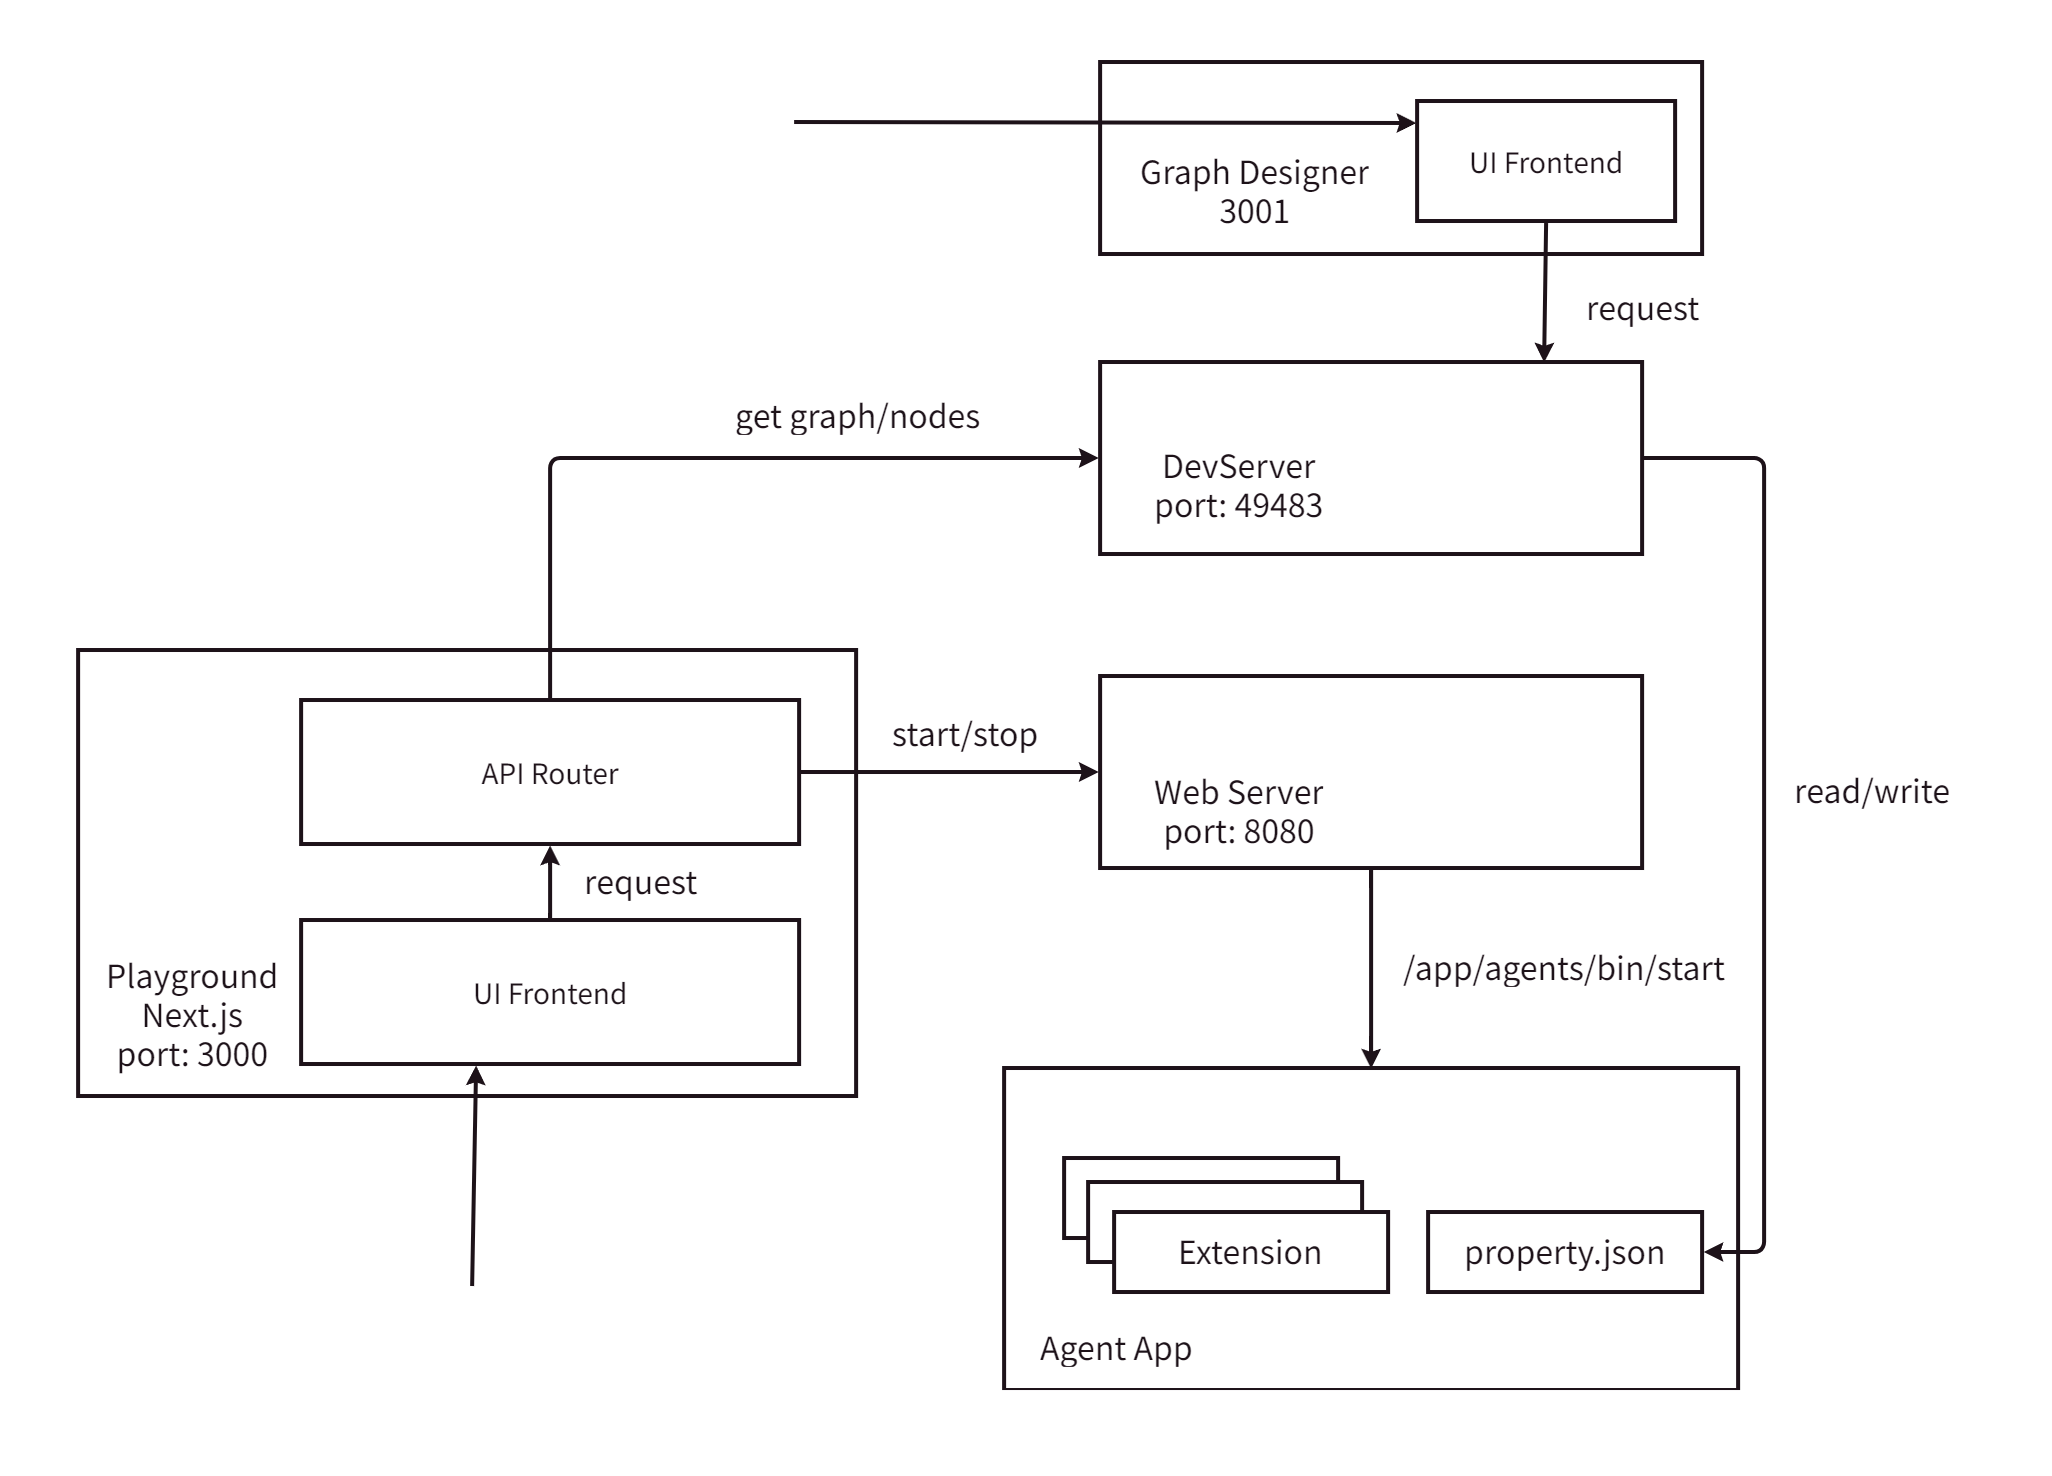 Graph Designer
3001
UI Frontend
request
get graph/nodes
DevServer
port: 49483
API Router
start/stop
Web Server
port: 8080
read/write
request
Playground
Next.js
port: 3000
UI Frontend
/app/agents/bin/start
Extension
property.json
Agent App